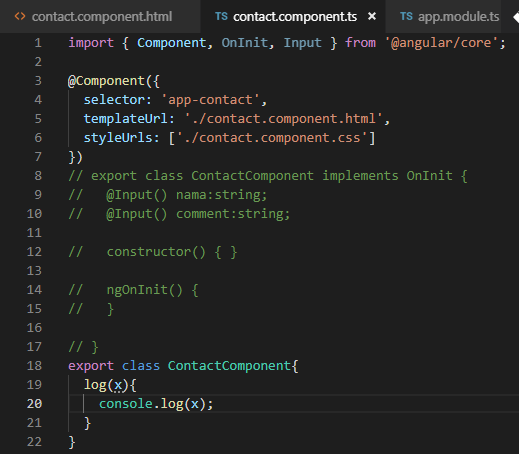 <> contact.component.html TS contact.component.ts × TS app.module.ts
1 import { Component, OnInit, Input } from '@angular/core';
2
3 @Component({
4   selector: 'app-contact',
5   templateUrl: './contact.component.html',
6   styleUrls: ['./contact.component.css']
7 })
8 // export class ContactComponent implements OnInit {
9 //   @Input() nama:string;
10 //   @Input() comment:string;
11
12 //   constructor() { }
13
14 //   ngOnInit() {
15 //   }
16
17 // }
18 export class ContactComponent{
19   log(x){
20     console.log(x);
21   }
22 }